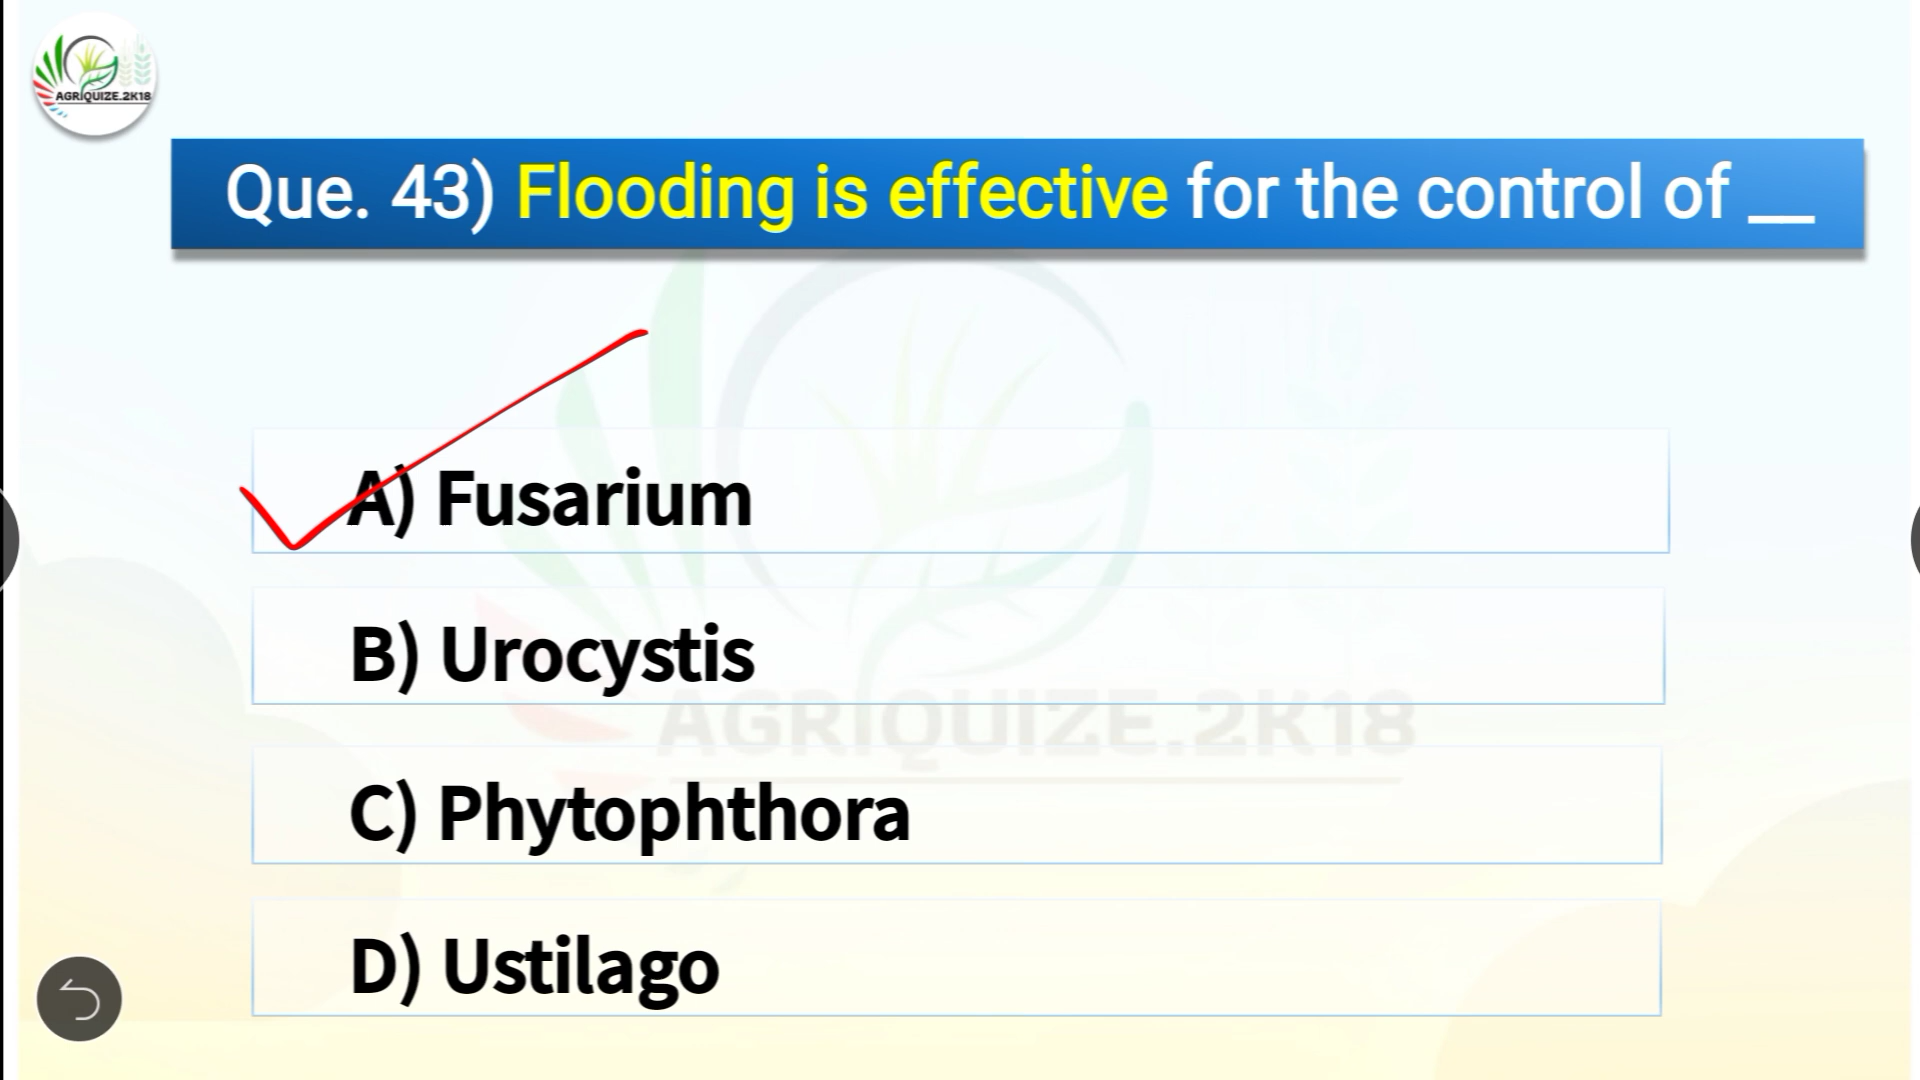 AGRIQUIZE.2K18
Que. 43) Flooding is effective for the control of __
A) Fusarium
B) Urocystis
AGRIQUIZE.2K18
C) Phytophthora
D) Ustilago